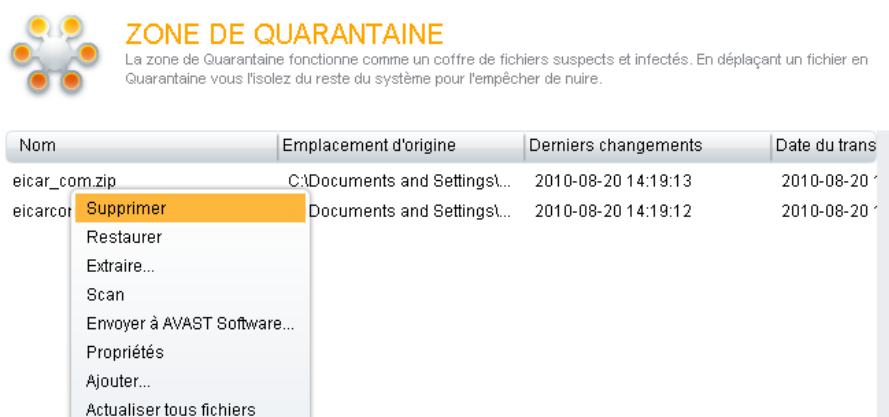 ZONE DE QUARANTAINE
La zone de Quarantaine fonctionne comme un coffre de fichiers suspects et infectés. En déplaçant un fichier en
Quarantaine vous l'isolez du reste du système pour l'empêcher de nuire.
Nom Emplacement d'origine Derniers changements Date du trans
eicar_com.zip C:\Documents and Settings\... 2010-08-20 14:19:13 2010-08-20
eicarcor Documents and Settings\... 2010-08-20 14:19:12 2010-08-20
Supprimer
Restaurer
Extraire...
Scan
Envoyer à AVAST Software...
Propriétés
Ajouter...
Actualiser tous fichiers